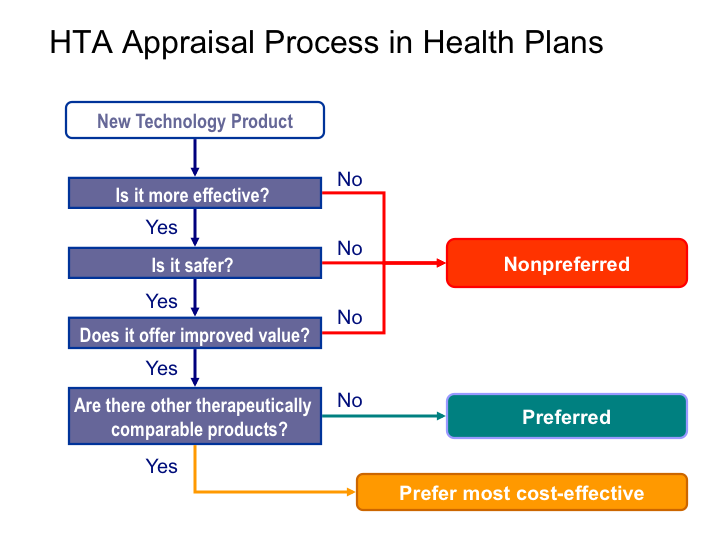 HTA Appraisal Process in Health Plans
New Technology Product
Is it more effective?
No
Yes
Is it safer?
No
Nonpreferred
Yes
Does it offer improved value?
No
Yes
Are there other therapeutically
comparable products?
No
Preferred
Yes
Prefer most cost-effective